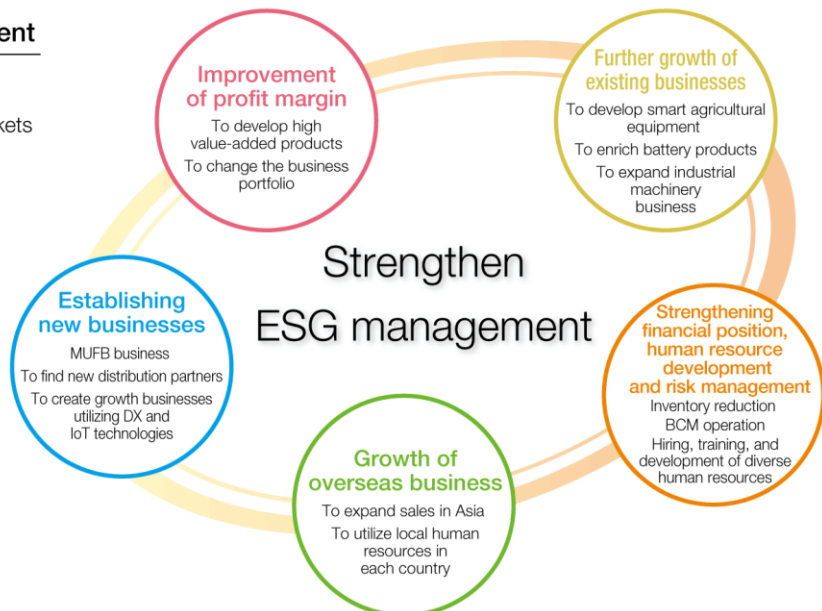 ent
kets
Improvement
of profit margin
To develop high
value-added products
To change the business
portfolio
Further growth of
existing businesses
To develop smart agricultural
equipment
To enrich battery products
To expand industrial
machinery
business
Strengthen
ESG management
Establishing
new businesses
MUFB business
To find new distribution partners
To create growth businesses
utilizing DX and
IoT technologies
Strengthening
financial position,
human resource
development
and risk management
Inventory reduction
BCM operation
Hiring, training, and
development of diverse
human resources
Growth of
overseas business
To expand sales in Asia
To utilize local human
resources in
each country